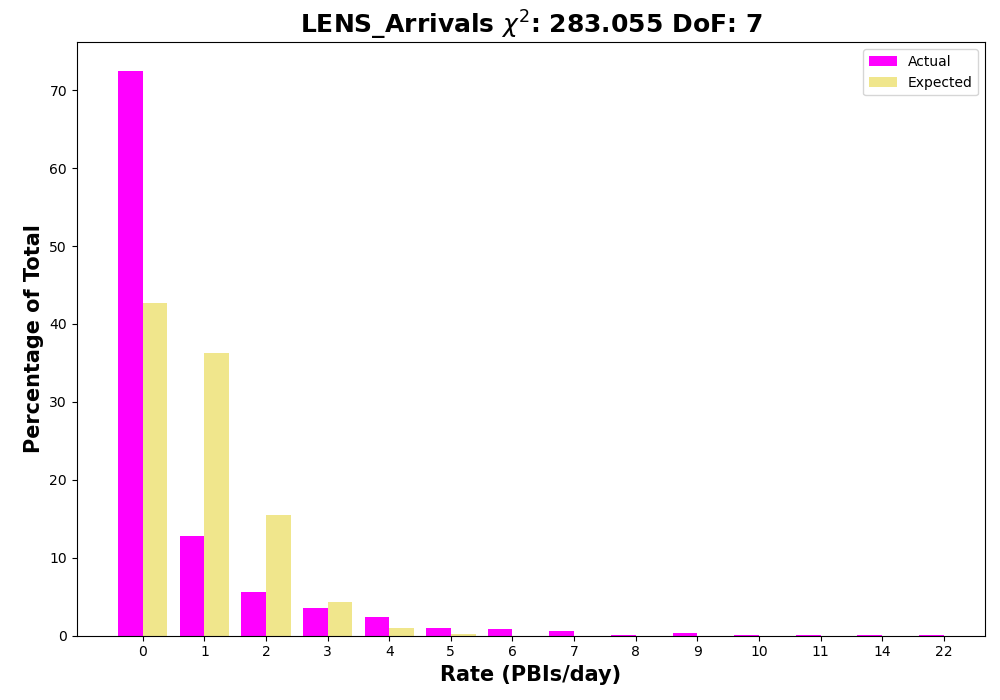 LENS_Arrivals χ²: 283.055 DoF: 7
Actual
Expected
Percentage of Total
70
60
50
40
30
20
10
0
0 1 2 3 4 5 6 7 8 9 10 11 14 22
Rate (PBIs/day)